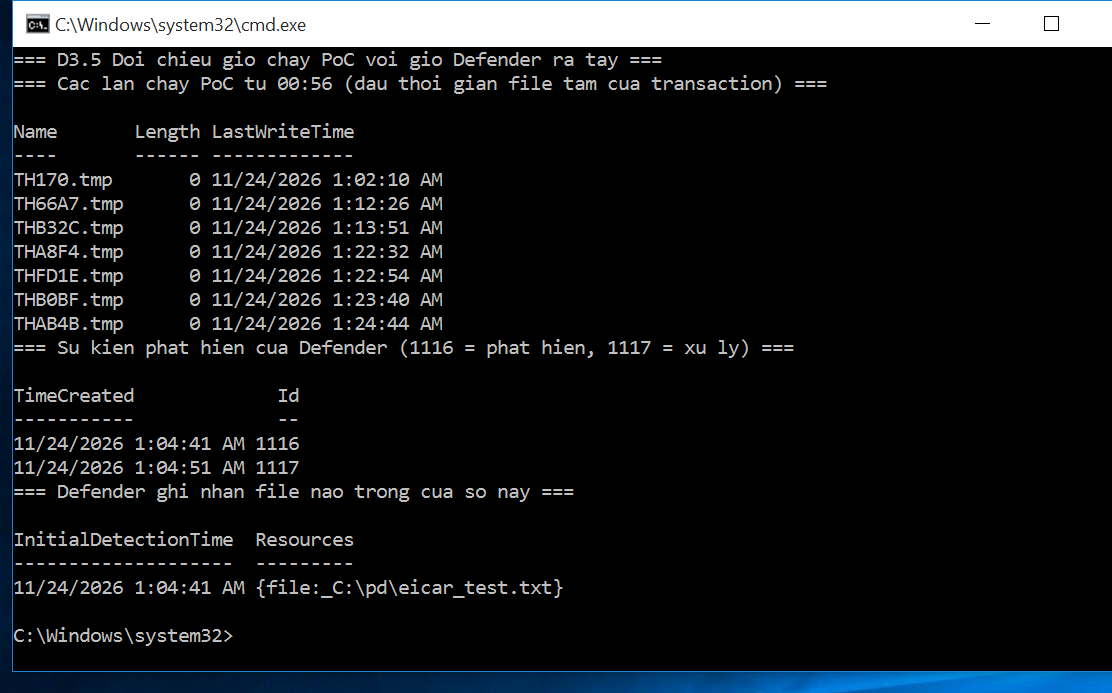 C:\Windows\system32\cmd.exe
=== D3.5 Doi chieu gio chay PoC voi gio Defender ra tay ===
=== Cac lan chay PoC tu 00:56 (dau thoi gian file tam cua transaction) ===
Name       Length LastWriteTime
----       ------ -------------
TH170.tmp       0 11/24/2026 1:02:10 AM
TH66A7.tmp      0 11/24/2026 1:12:26 AM
THB32C.tmp      0 11/24/2026 1:13:51 AM
THA8F4.tmp      0 11/24/2026 1:22:32 AM
THFD1E.tmp      0 11/24/2026 1:22:54 AM
THB0BF.tmp      0 11/24/2026 1:23:40 AM
THAB4B.tmp      0 11/24/2026 1:24:44 AM
=== Su kien phat hien cua Defender (1116 = phat hien, 1117 = xu ly) ===
TimeCreated             Id
-----------             --
11/24/2026 1:04:41 AM 1116
11/24/2026 1:04:51 AM 1117
=== Defender ghi nhan file nao trong cua so nay ===
InitialDetectionTime  Resources
--------------------  ---------
11/24/2026 1:04:41 AM {file:_C:\pd\eicar_test.txt}
C:\Windows\system32>